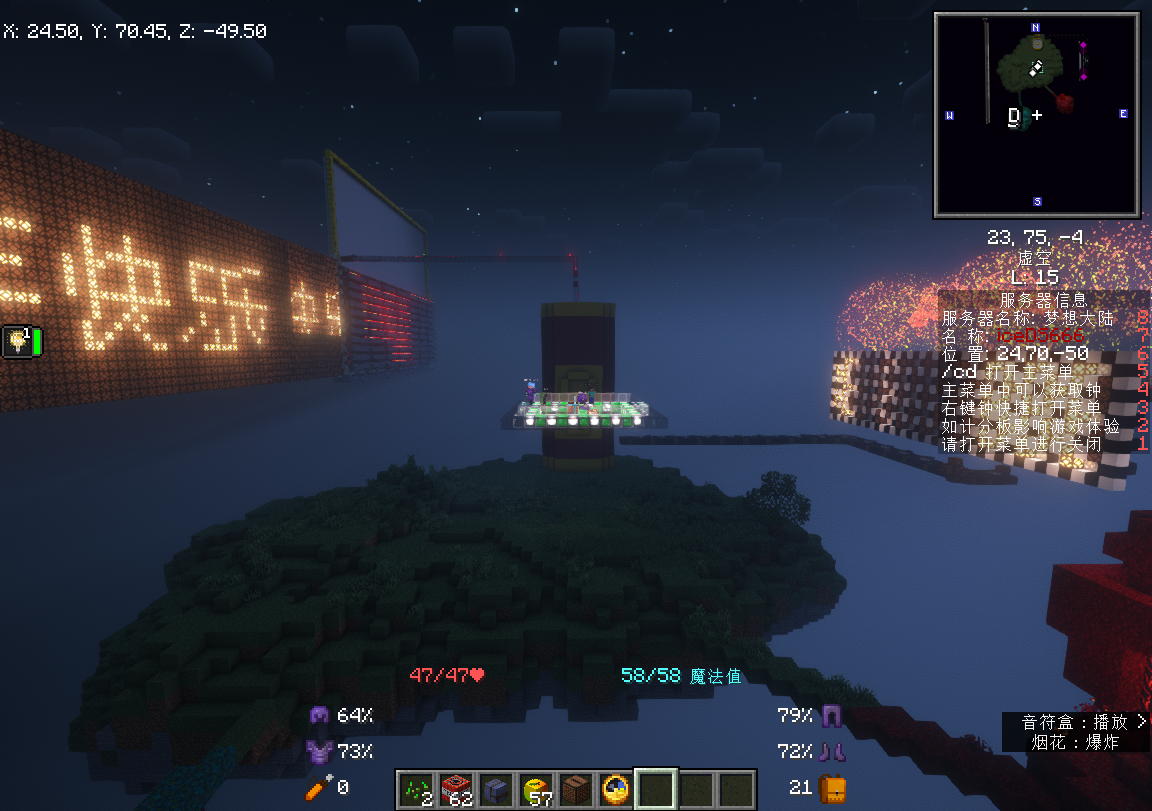 X: 24.50, Y: 70.45, Z: -49.50
N
W
E
D
S
23, 75, -4
虚空
L: 15
服务器信息
服务器名称: 梦想大陆 8
名 称: iceD5666 7
位 置: 24,70,-50 6
/cd 打开主菜单 5
主菜单中可以获取钟 4
右键钟快捷打开菜单 3
如计分板影响游戏体验 2
请打开菜单进行关闭 1
快乐
1
47/47
58/58 魔法值
64%
79%
73%
72%
0
21
2
62
57
音符盒：播放
烟花：爆炸